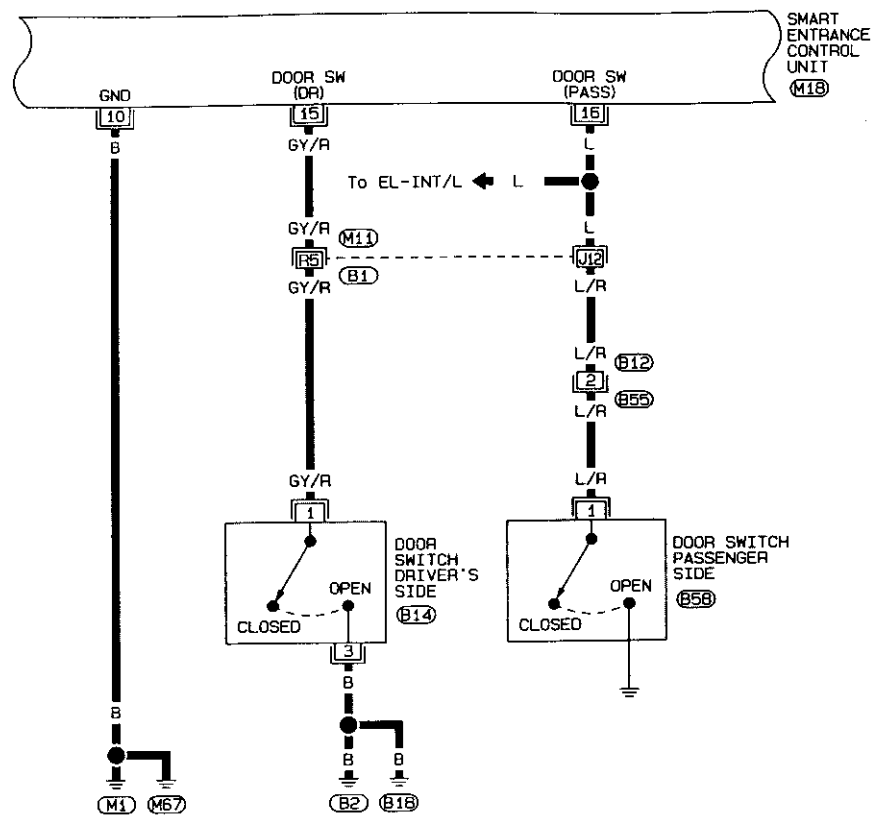 SMART
ENTRANCE
CONTROL
UNIT
M18
GND
DOOR SW
(DR)
DOOR SW
(PASS)
10
15
16
B
GY/R
L
To EL-INT/L
L
GY/R
M11
L
R5
J12
GY/R
B1
L/R
L/R
B12
2
L/R
B55
GY/R
L/R
1
1
DOOR
SWITCH
DRIVER'S
SIDE
B14
OPEN
CLOSED
DOOR SWITCH
PASSENGER
SIDE
B58
OPEN
CLOSED
3
B
B
B
B
M1
M67
B2
B18